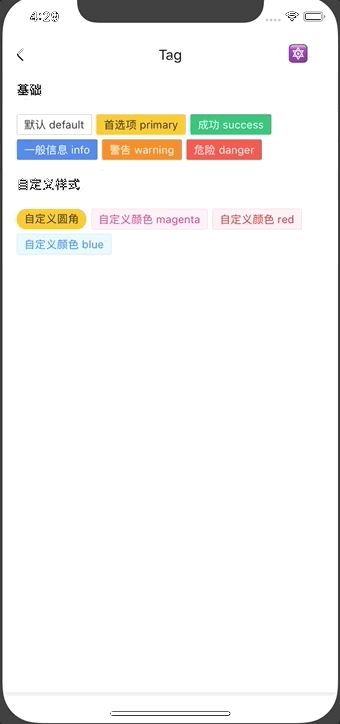 4:29
Tag
基础
默认 default 首选项 primary 成功 success
一般信息 info 警告 warning 危险 danger
自定义样式
自定义圆角 自定义颜色 magenta 自定义颜色 red
自定义颜色 blue